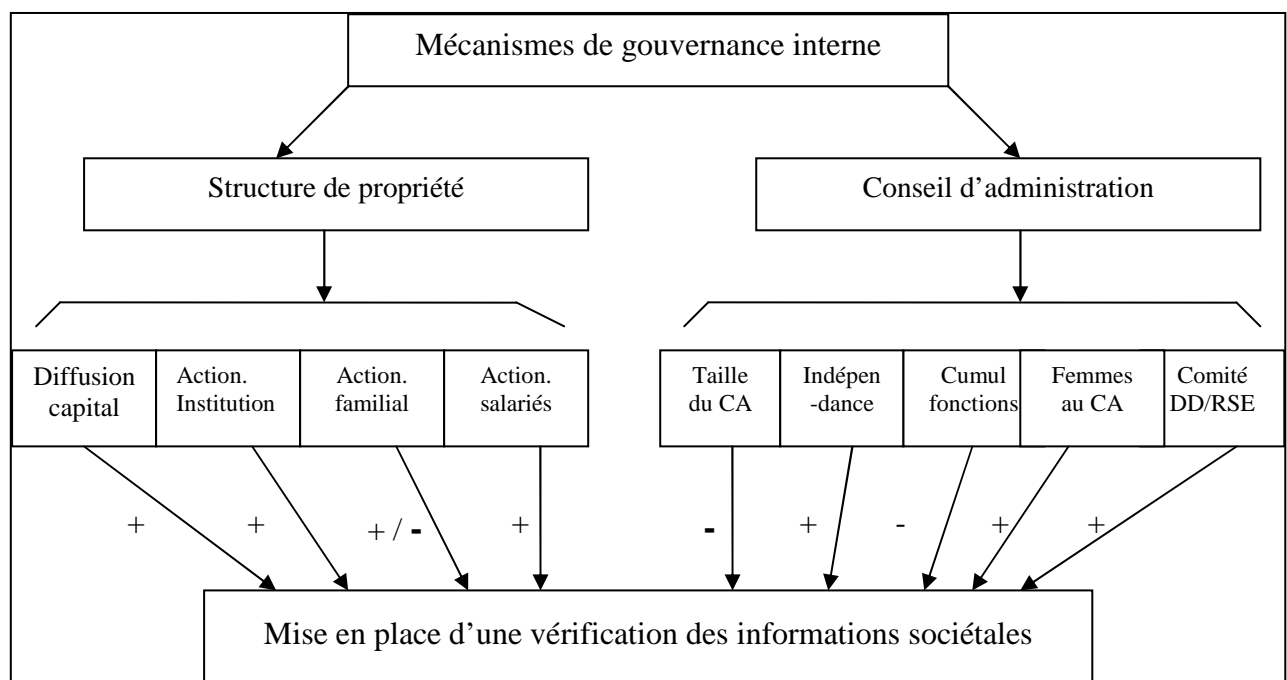 Mécanismes de gouvernance interne
Structure de propriété
Conseil d’administration
Diffusion
capital
Action.
Institution
Action.
familial
Action.
salariés
Taille
du CA
Indépen
-dance
Cumul
fonctions
Femmes
au CA
Comité
DD/RSE
+
+
+ / -
+
-
+
-
+
+
Mise en place d’une vérification des informations sociétales